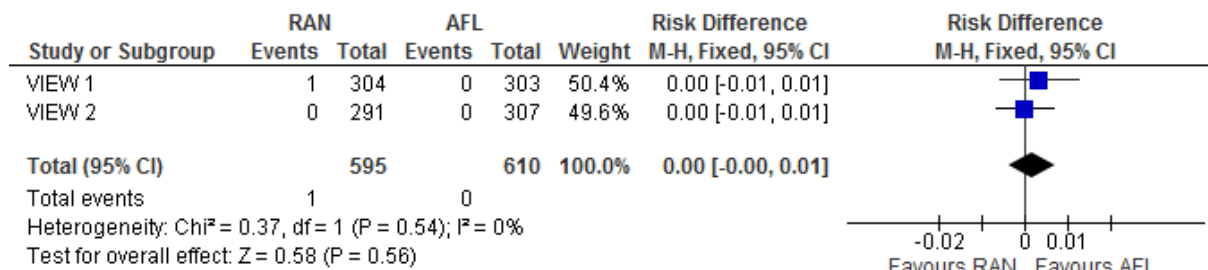 RAN AFL Risk Difference Risk Difference
Study or Subgroup Events Total Events Total Weight M-H, Fixed, 95% CI M-H, Fixed, 95% CI
VIEW 1 1 304 0 303 50.4% 0.00 [-0.01, 0.01]
VIEW 2 0 291 0 307 49.6% 0.00 [-0.01, 0.01]
Total (95% CI) 595 610 100.0% 0.00 [-0.00, 0.01]
Total events 1 0
Heterogeneity: Chi² = 0.37, df = 1 (P = 0.54); I² = 0%
Test for overall effect: Z = 0.58 (P = 0.56)
-0.02 0 0.01
Favours RAN Favours AFL